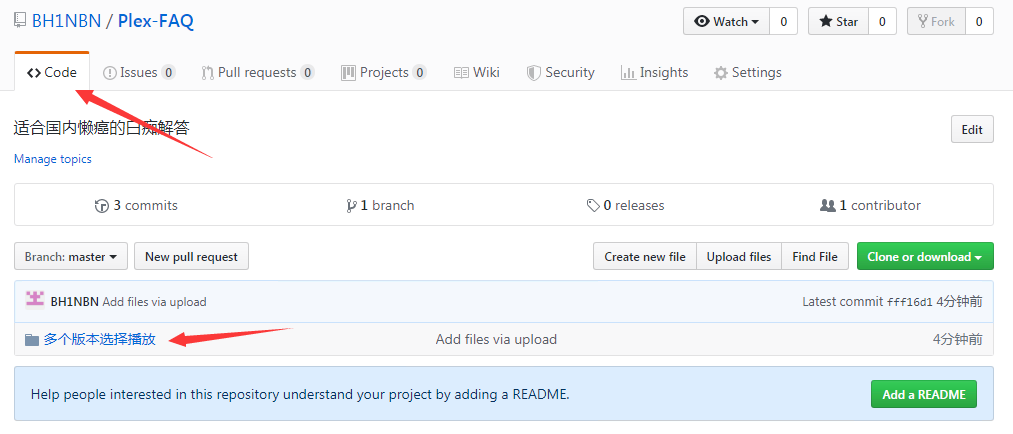 BH1NBN / Plex-FAQ
Watch 0 Star 0 Fork 0
Code Issues 0 Pull requests 0 Projects 0 Wiki Security Insights Settings
适合国内懒癌的白痴解答
Edit
Manage topics
3 commits 1 branch 0 releases 1 contributor
Branch: master New pull request Create new file Upload files Find File Clone or download
BH1NBN Add files via upload Latest commit fff16d1 4分钟前
多个版本选择播放 Add files via upload 4分钟前
Help people interested in this repository understand your project by adding a README. Add a README